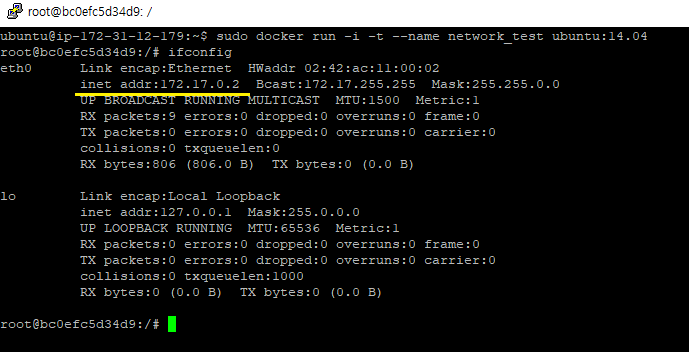 root@bc0efc5d34d9: /
ubuntu@ip-172-31-12-179:~$ sudo docker run -i -t --name network_test ubuntu:14.04
root@bc0efc5d34d9:/# ifconfig
eth0      Link encap:Ethernet  HWaddr 02:42:ac:11:00:02
          inet addr:172.17.0.2  Bcast:172.17.255.255  Mask:255.255.0.0
          UP BROADCAST RUNNING MULTICAST  MTU:1500  Metric:1
          RX packets:9 errors:0 dropped:0 overruns:0 frame:0
          TX packets:0 errors:0 dropped:0 overruns:0 carrier:0
          collisions:0 txqueuelen:0
          RX bytes:806 (806.0 B)  TX bytes:0 (0.0 B)
lo        Link encap:Local Loopback
          inet addr:127.0.0.1  Mask:255.0.0.0
          UP LOOPBACK RUNNING  MTU:65536  Metric:1
          RX packets:0 errors:0 dropped:0 overruns:0 frame:0
          TX packets:0 errors:0 dropped:0 overruns:0 carrier:0
          collisions:0 txqueuelen:1000
          RX bytes:0 (0.0 B)  TX bytes:0 (0.0 B)
root@bc0efc5d34d9:/#